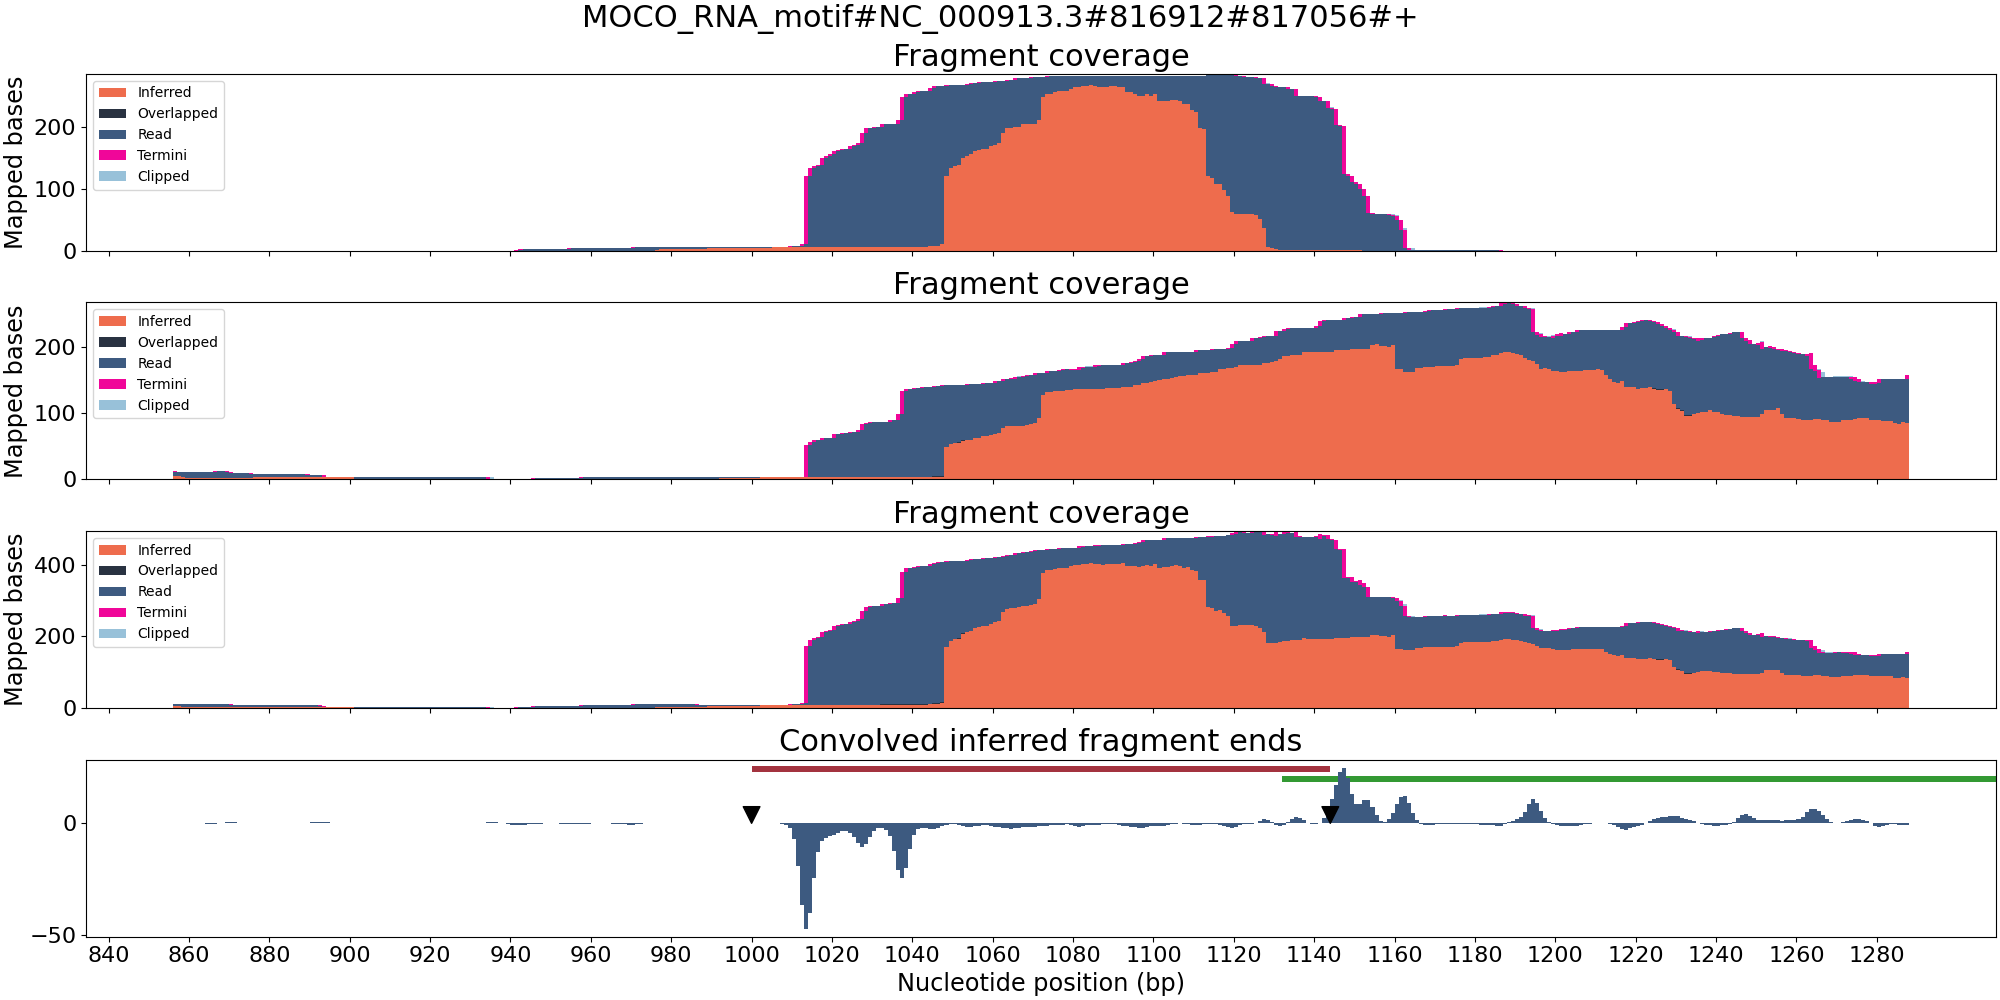 MOCO_RNA_motif#NC_000913.3#816912#817056#+
Fragment coverage
Mapped bases
200
100
0
Inferred
Overlapped
Read
Termini
Clipped
Fragment coverage
Mapped bases
200
100
0
Inferred
Overlapped
Read
Termini
Clipped
Fragment coverage
Mapped bases
400
200
0
Inferred
Overlapped
Read
Termini
Clipped
Convolved inferred fragment ends
0
−50
840 860 880 900 920 940 960 980 1000 1020 1040 1060 1080 1100 1120 1140 1160 1180 1200 1220 1240 1260 1280
Nucleotide position (bp)